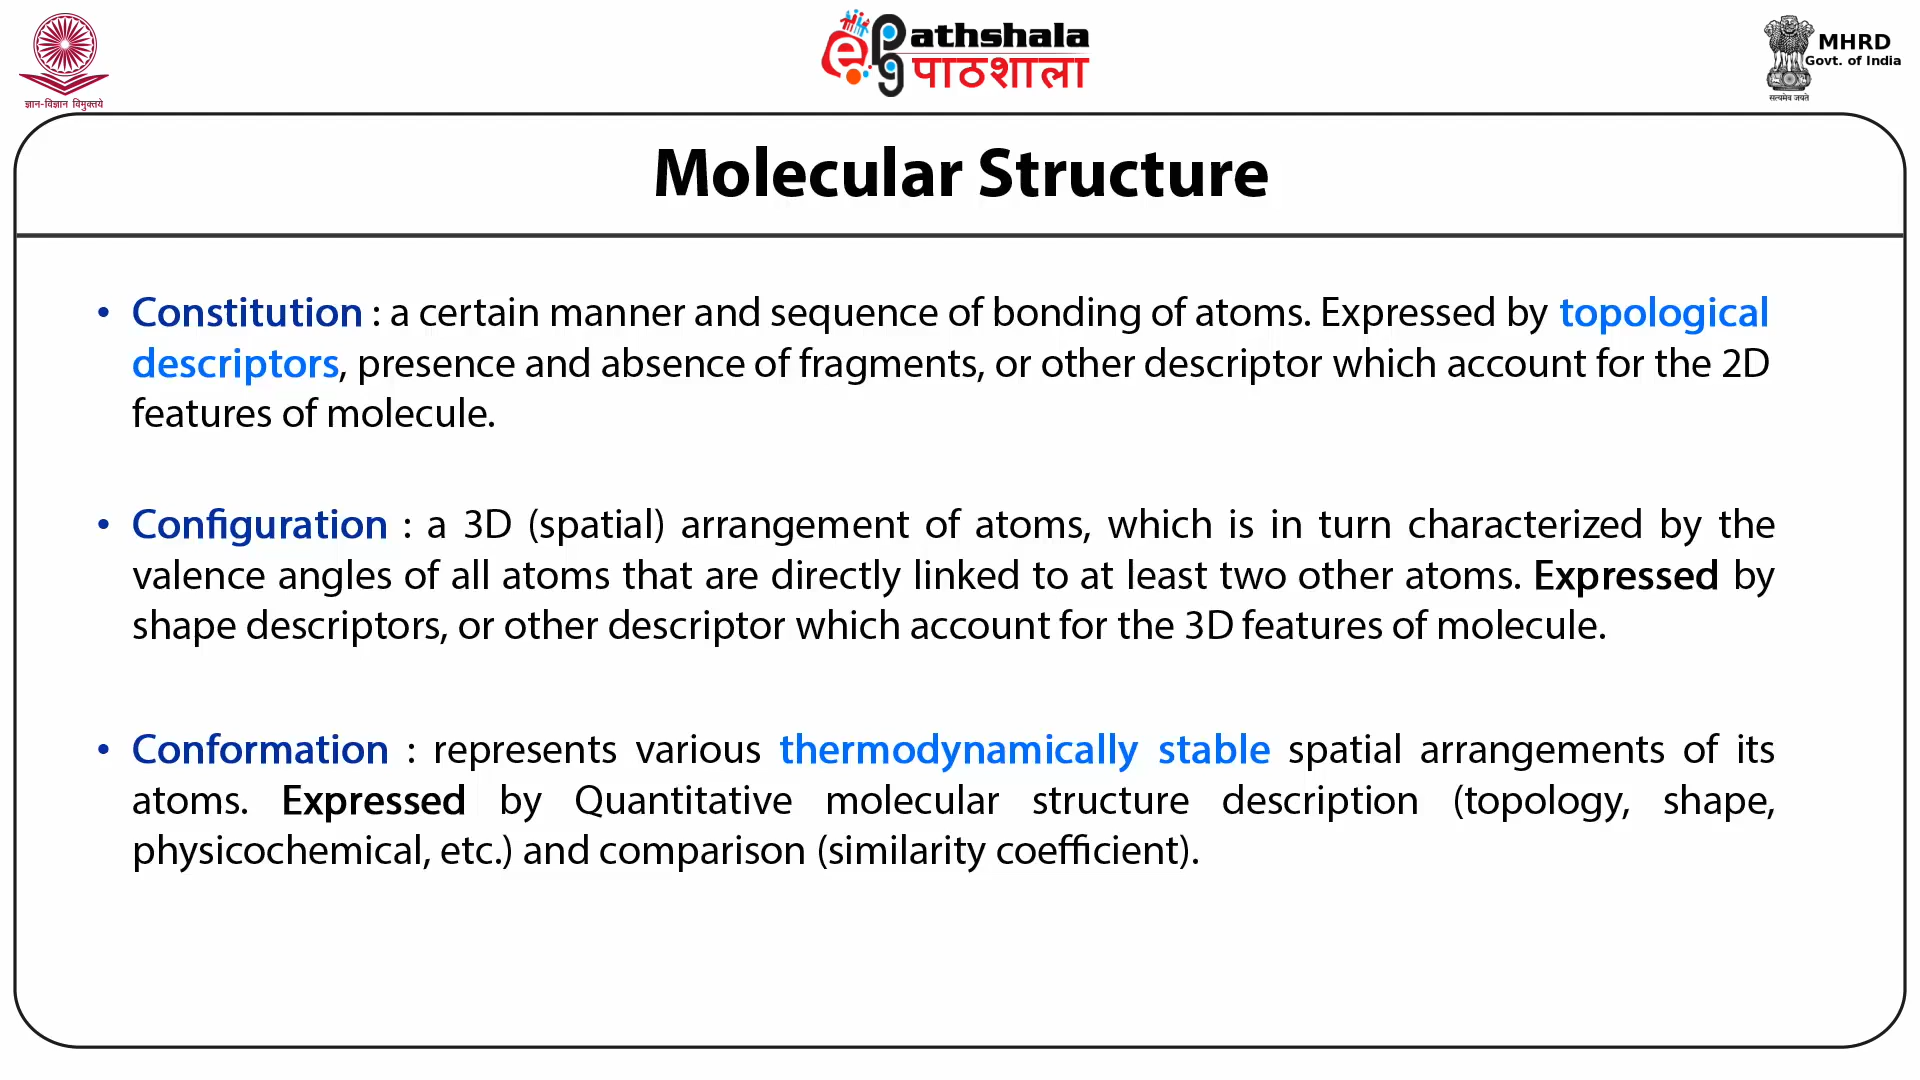 ज्ञान-विज्ञान विमुक्तये
ePG Pathshala
पाठशाला
MHRD
Govt. of India
सत्यमेव जयते
Molecular Structure
• Constitution : a certain manner and sequence of bonding of atoms. Expressed by topological
descriptors, presence and absence of fragments, or other descriptor which account for the 2D
features of molecule.
• Configuration : a 3D (spatial) arrangement of atoms, which is in turn characterized by the
valence angles of all atoms that are directly linked to at least two other atoms. Expressed by
shape descriptors, or other descriptor which account for the 3D features of molecule.
• Conformation : represents various thermodynamically stable spatial arrangements of its
atoms. Expressed by Quantitative molecular structure description (topology, shape,
physicochemical, etc.) and comparison (similarity coefficient).